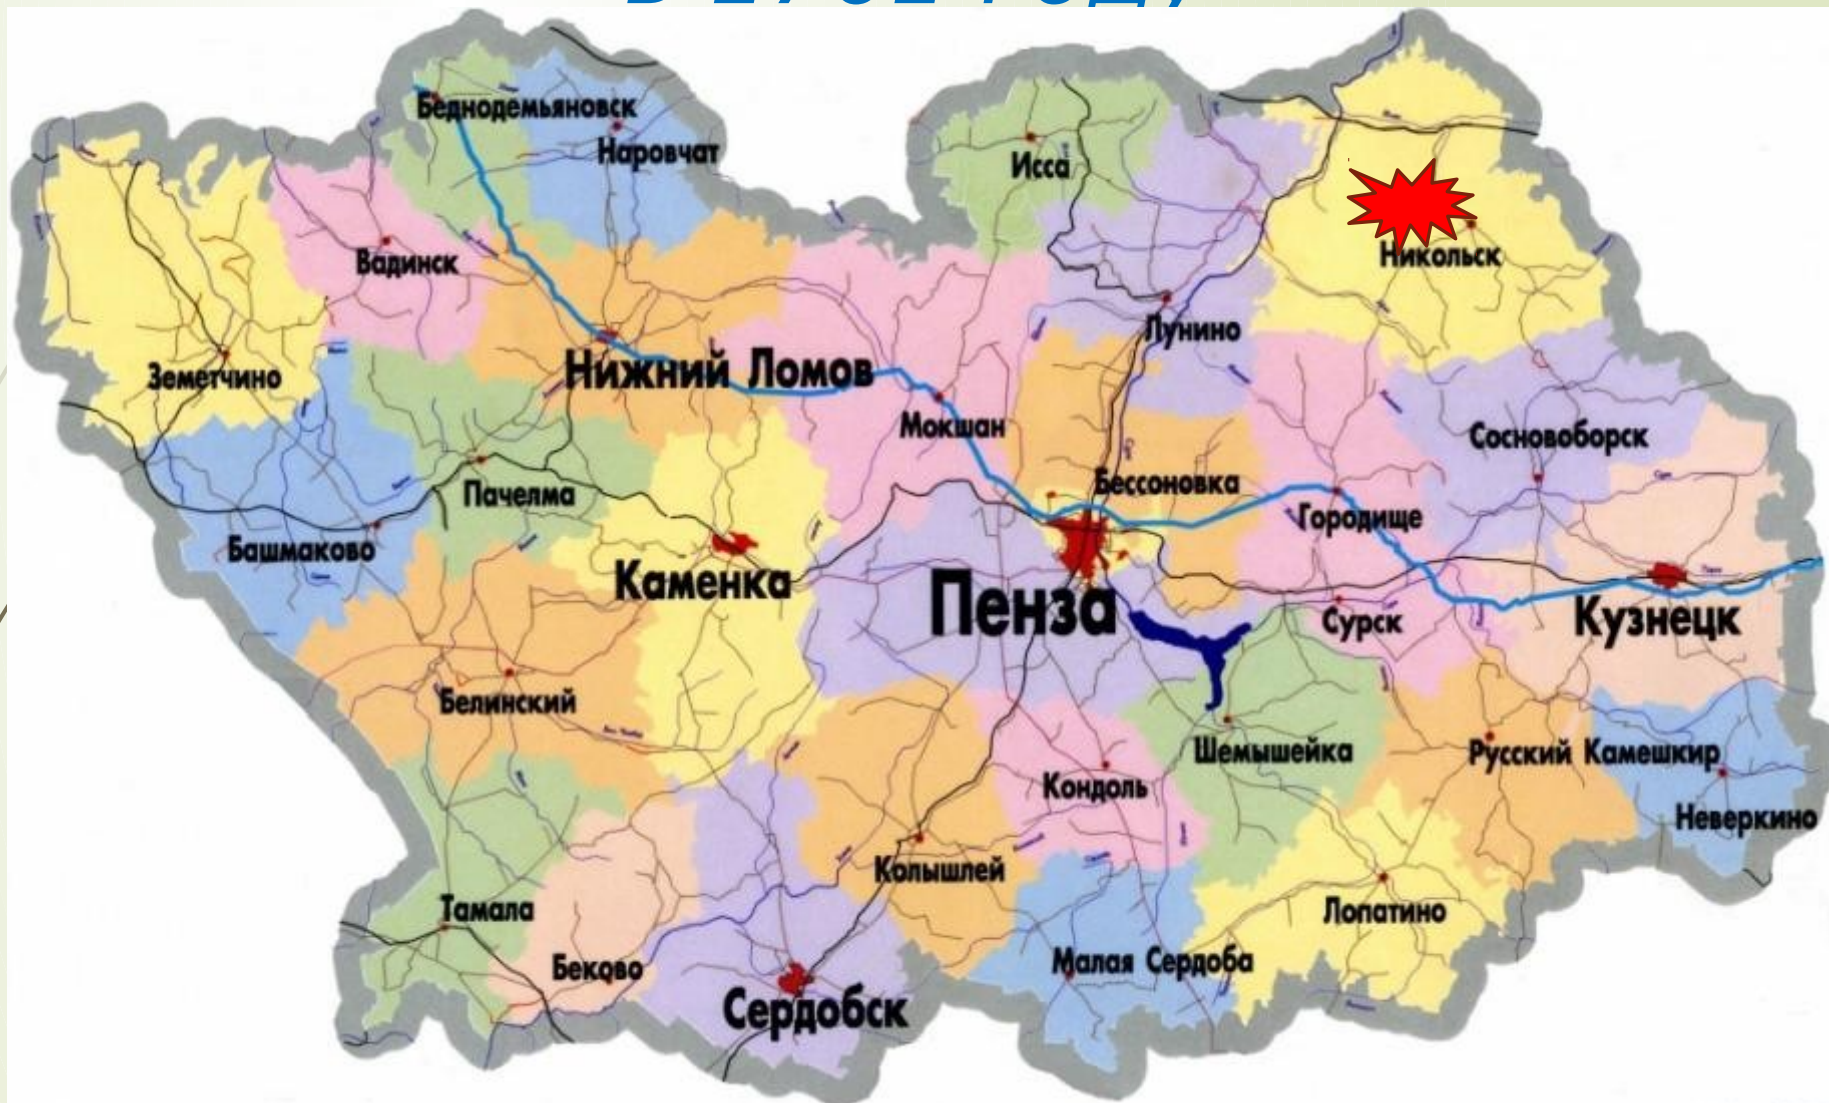 Беднодемьяновск
Наровчат
Исса
Никольск
Вадинск
Лунино
Земетчино
Нижний Ломов
Мокшан
Сосновоборск
Бессоновка
Пачелма
Городище
Башмаково
Каменка
Пенза
Сурск
Кузнецк
Белинский
Шемышейка
Русский Камешкир
Кондоль
Неверкино
Колышлей
Тамала
Лопатино
Беково
Малая Сердоба
Сердобск